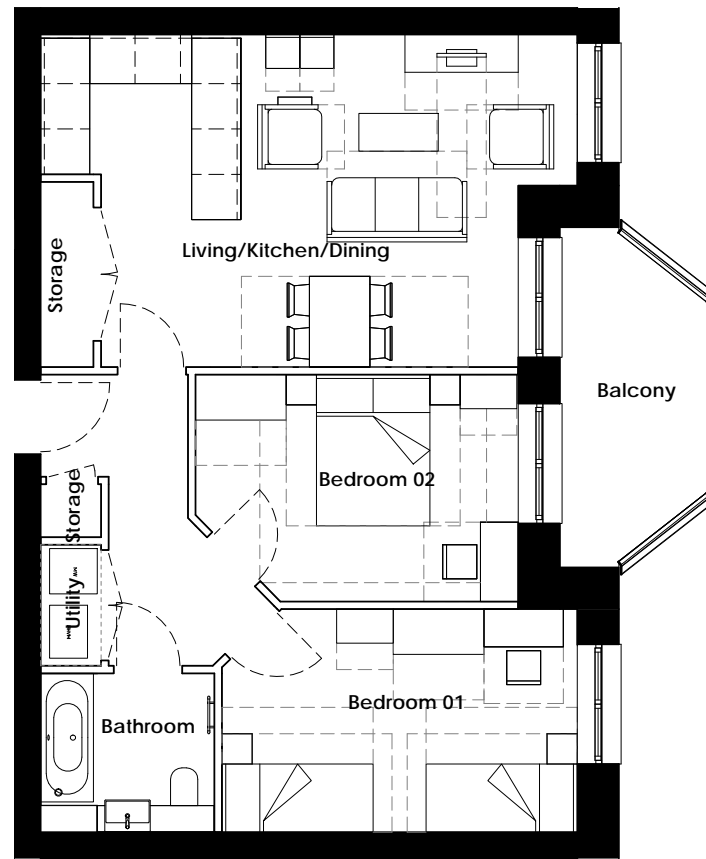 Living/Kitchen/Dining
Storage
Balcony
Bedroom 02
Storage
Utility
Bedroom 01
Bathroom